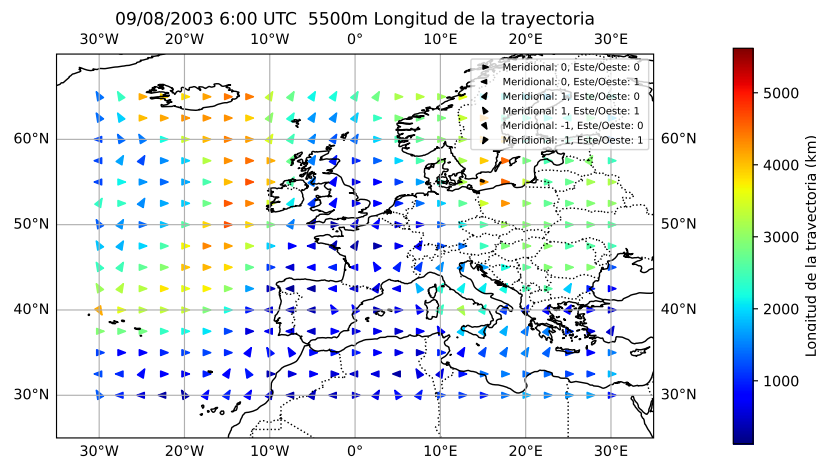 09/08/2003 6:00 UTC  5500m Longitud de la trayectoria
30°W 20°W 10°W 0° 10°E 20°E 30°E
Meridional: 0, Este/Oeste: 0
Meridional: 0, Este/Oeste: 1
Meridional: 1, Este/Oeste: 0
Meridional: 1, Este/Oeste: 1
Meridional: -1, Este/Oeste: 0
Meridional: -1, Este/Oeste: 1
60°N 60°N
50°N 50°N
40°N 40°N
30°N 30°N
30°W 20°W 10°W 0° 10°E 20°E 30°E
5000
4000
3000
2000
1000
Longitud de la trayectoria (km)